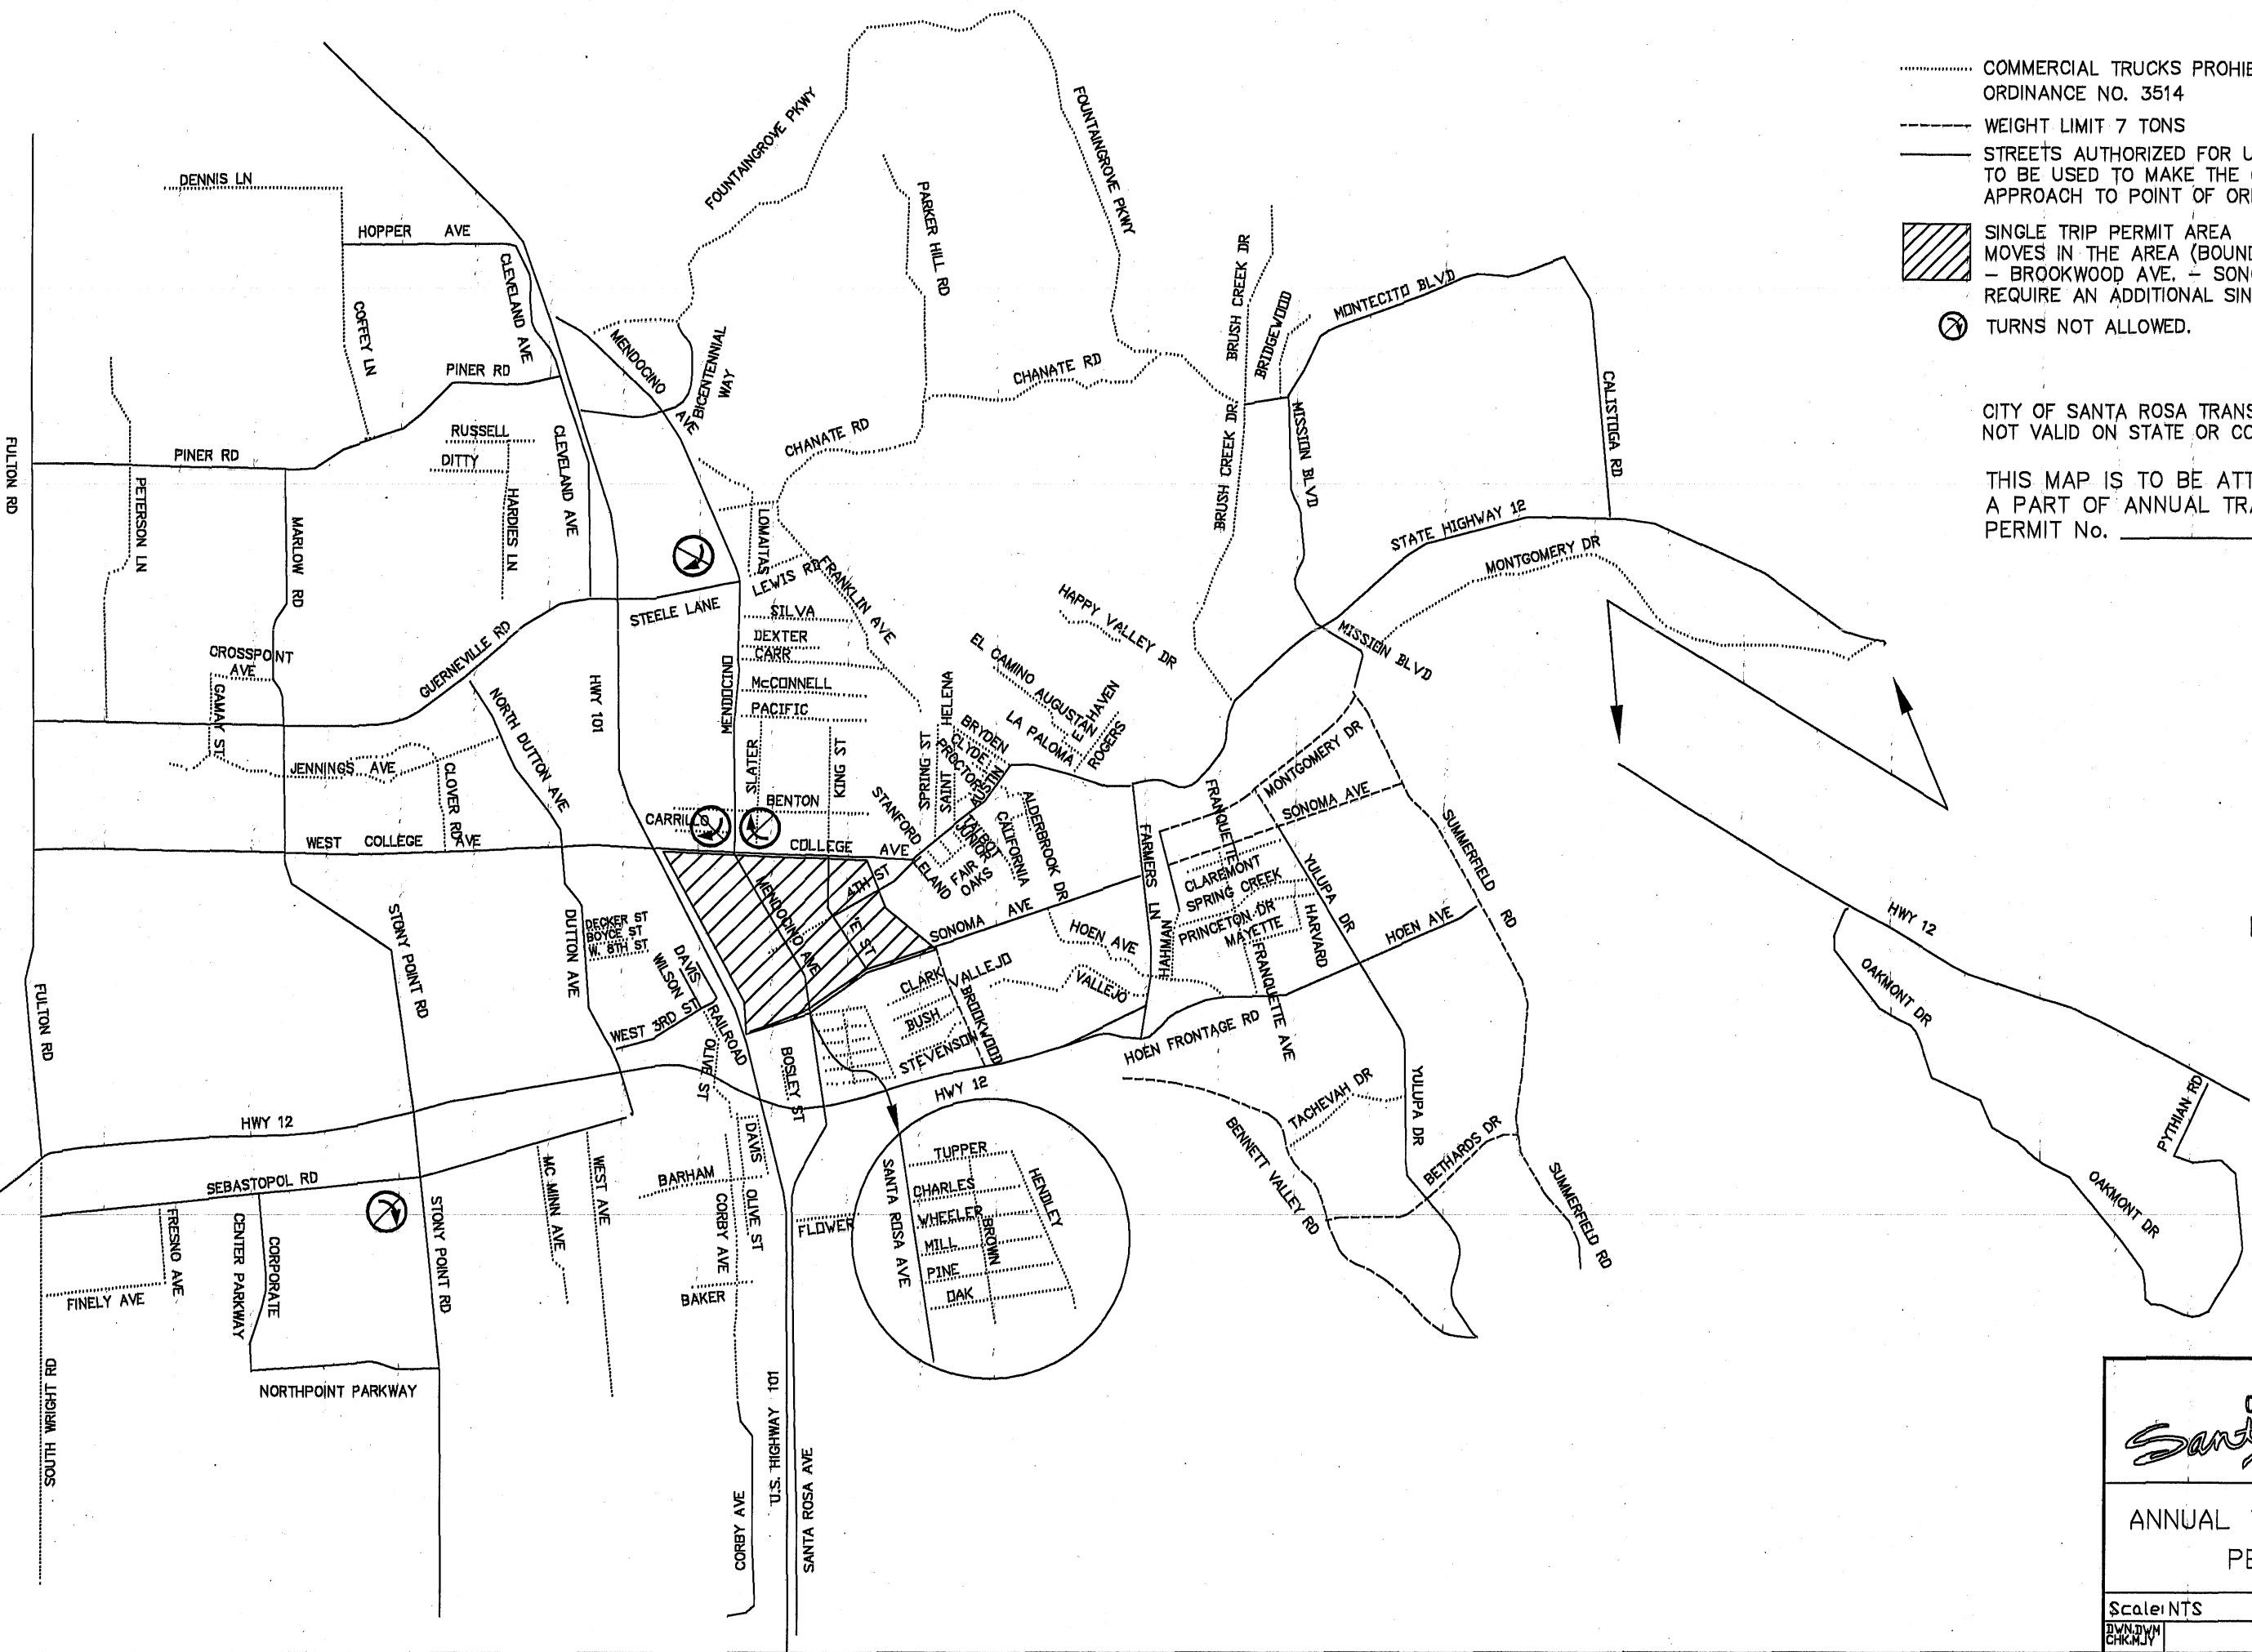 COMMERCIAL TRUCKS PROHIB
ORDINANCE NO. 3514
WEIGHT LIMIT 7 TONS
STREETS AUTHORIZED FOR U
TO BE USED TO MAKE THE
APPROACH TO POINT OF OR
SINGLE TRIP PERMIT AREA
MOVES IN THE AREA (BOUND
- BROOKWOOD AVE. - SON
REQUIRE AN ADDITIONAL SIN
TURNS NOT ALLOWED.
CITY OF SANTA ROSA TRANS
NOT VALID ON STATE OR CO
THIS MAP IS TO BE ATT
A PART OF ANNUAL TRA
PERMIT No.
FOUNTAINGROVE PKWY
FOUNTAINGROVE PKWY
DENNIS LN
HOPPER AVE
CLEVELAND AVE
COFFEY LN
PARKER HILL RD
BRUSH CREEK DR
BRIDGEWOOD
MONTECITO BLVD
MENDOCINO AVE
BICENTENNIAL
WAY
PINER RD
CHANATE RD
CALISTOGA RD
FULTON RD
PINER RD
RUSSELL
DITTY
CLEVELAND AVE
CHANATE RD
BRUSH CREEK DR
MISSION BLVD
PETERSON LN
MARLOW RD
HARDIES LN
LOMAITAS
STATE HIGHWAY 12
MONTGOMERY DR
LEWIS RD
FRANKLIN AVE
STEELE LANE
SILVA
DEXTER
CARR
McCONNELL
PACIFIC
HAPPY VALLEY DR
MISSION BLVD
CROSSPOINT
AVE
GUERNEVILLE RD
GAMAY ST
NORTH DUTTON AVE
HWY 101
MENDOCINO
EL CAMINO
AUGUSTAN
E HAVEN
ROGERS
LA PALOMA
SPRING ST
SAINT HELENA
BRYDEN
CLYDE
PROCTOR
AUSTIN
JENNINGS AVE
CLOVER RD
SLATER
KING ST
BENTON
CARRILLO
STANFORD
TALBOT
JUNIOR
FAIR
OAKS
ELAND
CALIFORNIA
ALDERBROOK DR
FRANQUETTE
MONTGOMERY DR
SONOMA AVE
SUMMERFIELD RD
WEST COLLEGE AVE
COLLEGE AVE
MENDOCINO AVE
4TH ST
'E' ST
SONOMA AVE
FARMERS LN
CLAREMONT
SPRING CREEK
PRINCETON DR
MAYETTE
YULUPA DR
HARVARD
HAHMAN
HOEN AVE
HOEN AVE
FRANQUETTE AVE
STONY POINT RD
DUTTON AVE
DECKER ST
BOYCE ST
W. 8TH ST
DAVIS
WILSON ST
WEST 3RD ST
RAILROAD
OLIVE ST
BOSLEY ST
CLARK
VALLEJO
VALLEJO
BUSH
BROOKWOOD
STEVENSON
HOEN FRONTAGE RD
HWY 12
HWY 12
OAKMONT DR
FULTON RD
HWY 12
TACHEVAH DR
YULUPA DR
BETHARDS DR
BENNETT VALLEY RD
SUMMERFIELD RD
PYTHIAN RD
OAKMONT DR
SEBASTOPOL RD
MC MINN AVE
WEST AVE
BARHAM
DAVIS
CORBY AVE
OLIVE ST
FLOWER
SANTA ROSA AVE
TUPPER
CHARLES
WHEELER
MILL
PINE
OAK
BROWN
HENDLEY
FRESNO AVE
CENTER PARKWAY
CORPORATE
STONY POINT RD
FINELY AVE
BAKER
NORTHPOINT PARKWAY
SOUTH WRIGHT RD
CORBY AVE
U.S. HIGHWAY 101
SANTA ROSA AVE
Sant
ANNUAL
PE
Scale: NTS
DWN.DWM
CHK.MJY